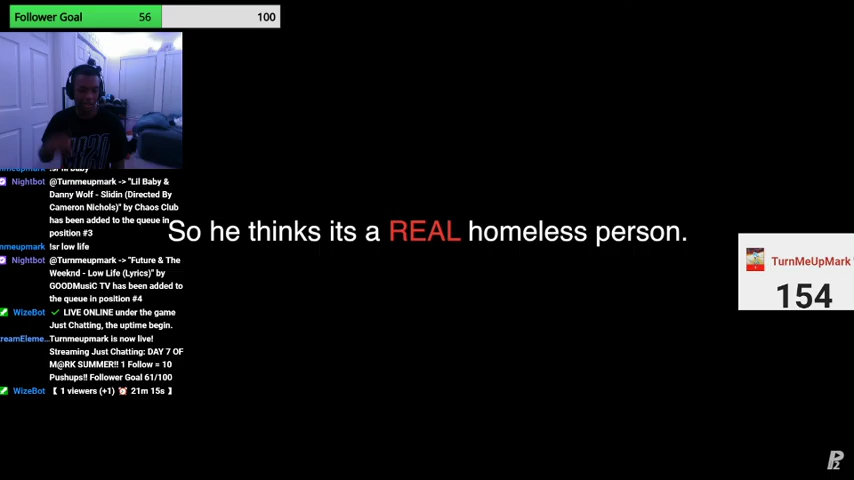 Follower Goal 56 100
Nightbot @Turnmeupmark -> "Lil Baby &
Danny Wolf - Slidin (Directed By
Cameron Nichols)" by Chaos Club
has been added to the queue in
position #3
nmeupmark !sr low life
Nightbot @Turnmeupmark -> "Future & The
Weeknd - Low Life (Lyrics)" by
GOODMusiC TV has been added to
the queue in position #4
WizeBot ✓ LIVE ONLINE under the game
Just Chatting, the uptime begin.
reamEleme... Turnmeupmark is now live!
Streaming Just Chatting: DAY 7 OF
M@RK SUMMER!! 1 Follow = 10
Pushups!! Follower Goal 61/100
WizeBot 【 1 viewers (+1) ⏰ 21m 15s 】
So he thinks its a REAL homeless person.
TurnMeUpMark
154